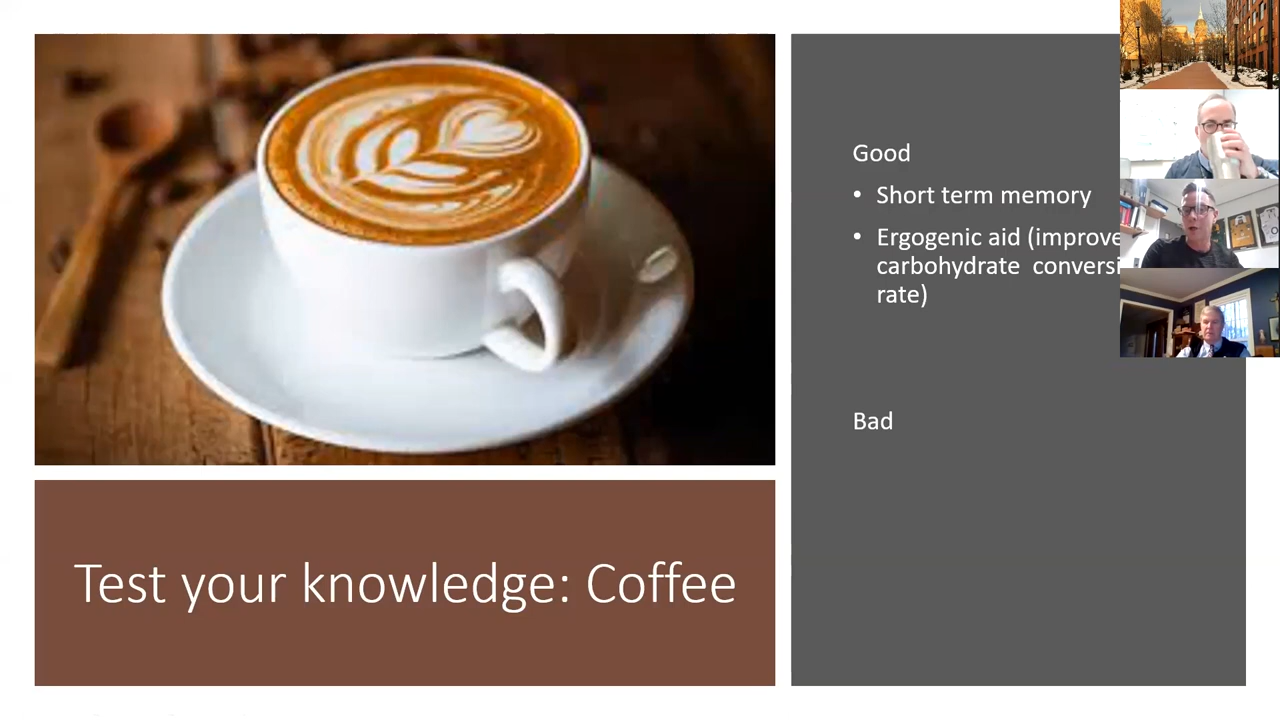 Good
• Short term memory
• Ergogenic aid (improve
carbohydrate conversi
rate)
Bad
Test your knowledge: Coffee